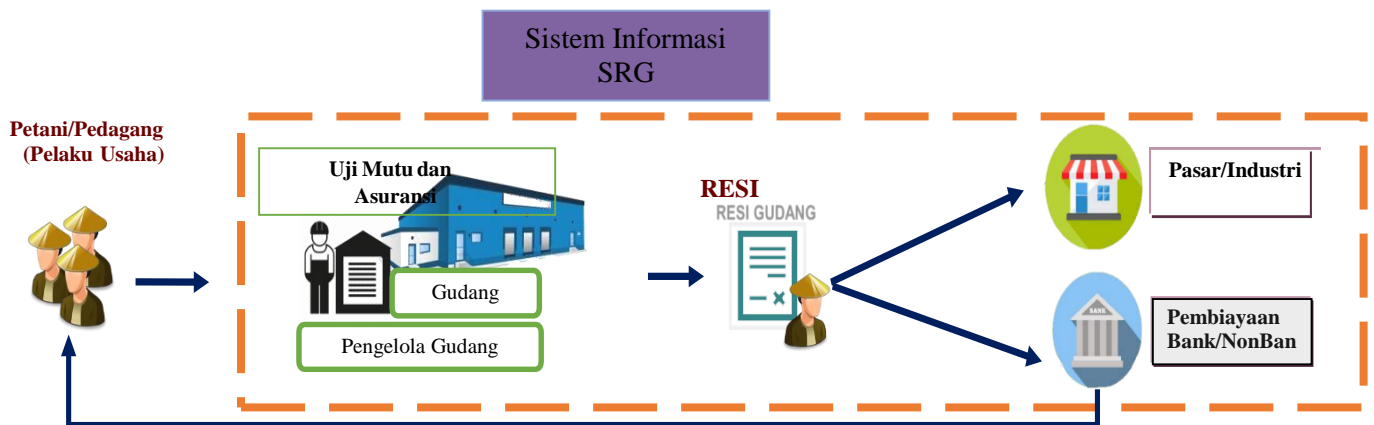 Sistem Informasi
SRG
Petani/Pedagang
(Pelaku Usaha)
Uji Mutu dan
Asuransi
Gudang
Pengelola Gudang
RESI
RESI GUDANG
Pasar/Industri
BANK
Pembiayaan
Bank/NonBan